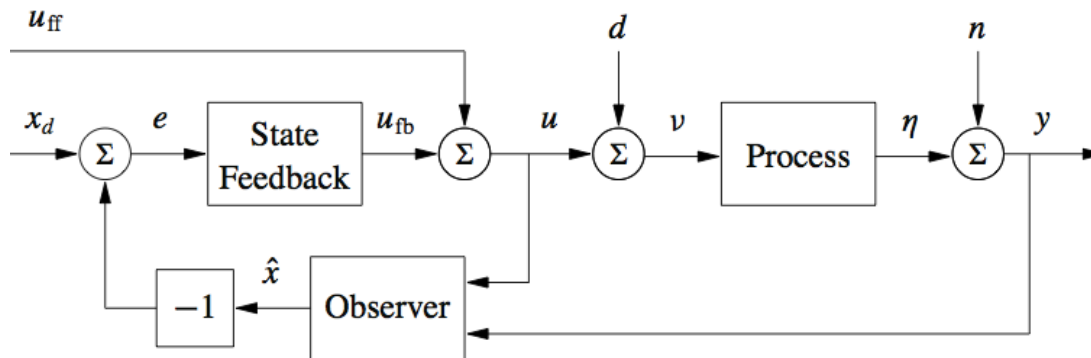 u_ff
d
n
x_d
e
State
Feedback
u_fb
u
ν
Process
η
y
Σ
Σ
Σ
Σ
−1
x̂
Observer